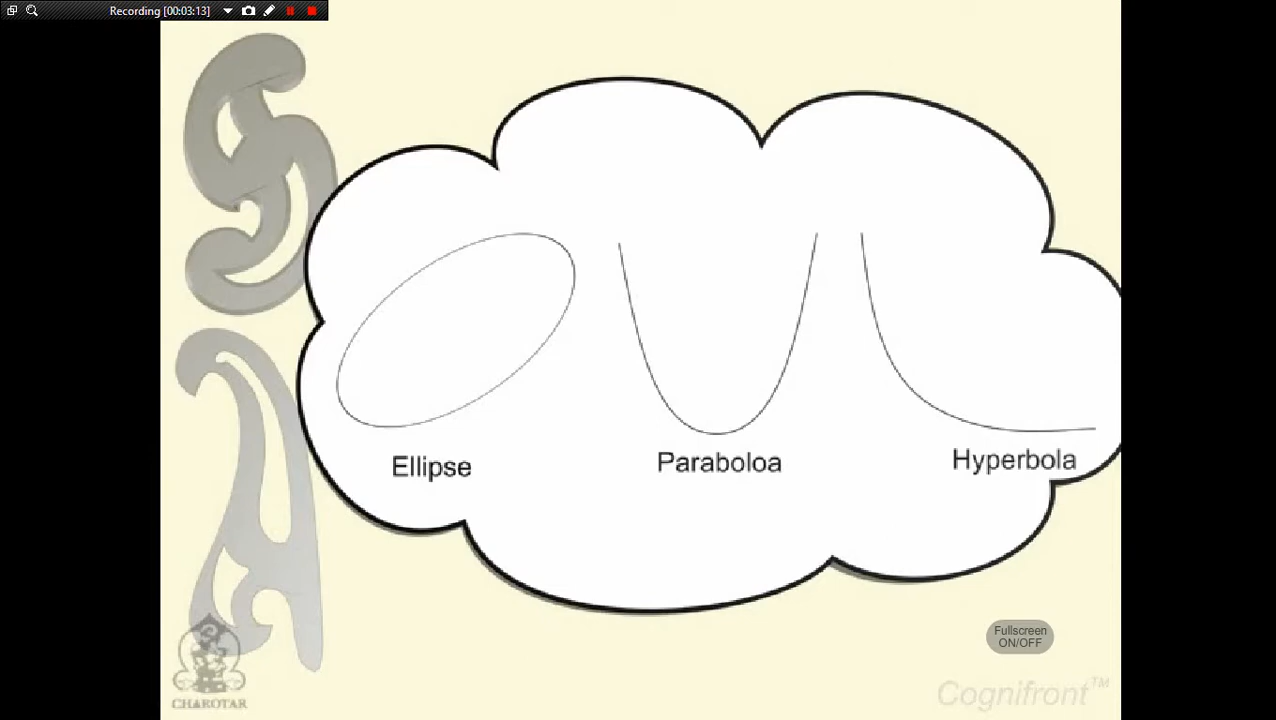 Recording [00:03:13]
Ellipse
Paraboloa
Hyperbola
Fullscreen
ON/OFF
CHAROTAR
Cognifront™